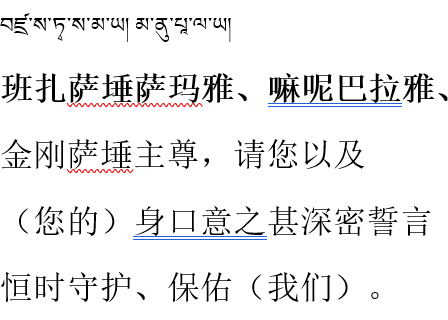 བཛྲ་ས་ཏྭ་ས་མ་ཡ། མ་ནུ་པཱ་ལ་ཡ།
班扎萨埵萨玛雅、嘛呢巴拉雅、
金刚萨埵主尊，请您以及
（您的）身口意之甚深密誓言
恒时守护、保佑（我们）。